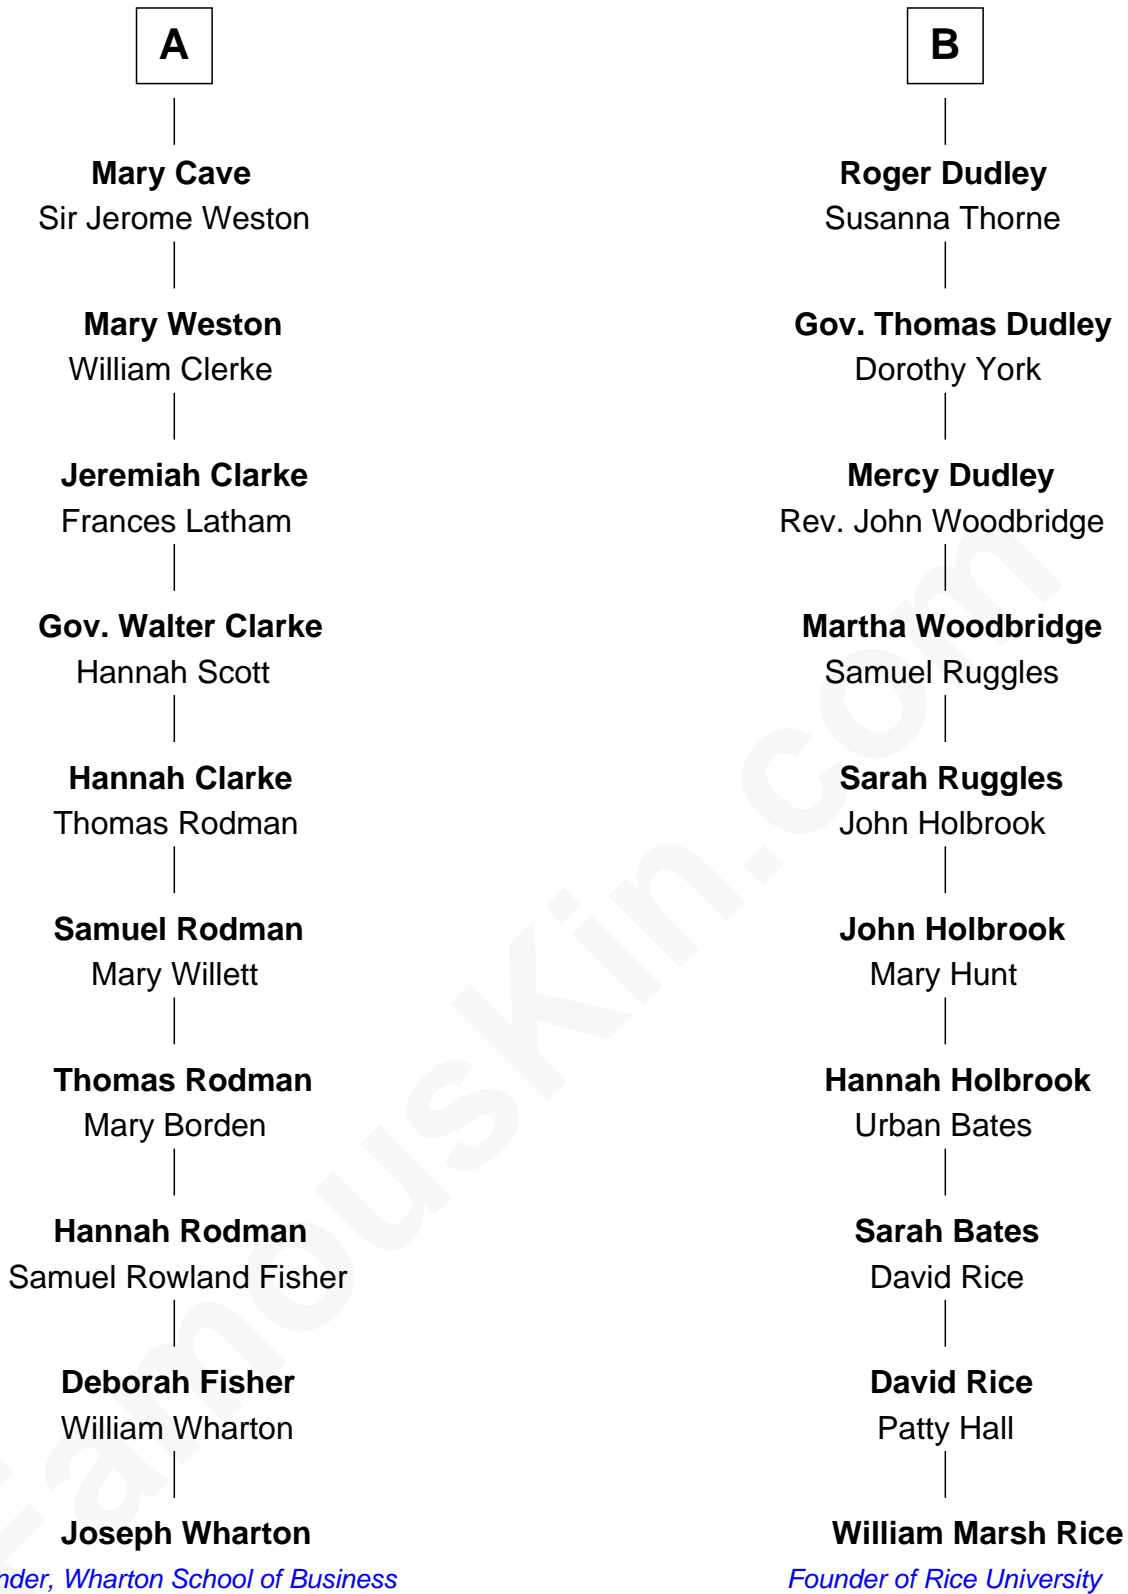 A
Mary Cave
Sir Jerome Weston
Mary Weston
William Clerke
Jeremiah Clarke
Frances Latham
Gov. Walter Clarke
Hannah Scott
Hannah Clarke
Thomas Rodman
Samuel Rodman
Mary Willett
Thomas Rodman
Mary Borden
Hannah Rodman
Samuel Rowland Fisher
Deborah Fisher
William Wharton
Joseph Wharton
nder, Wharton School of Business
B
Roger Dudley
Susanna Thorne
Gov. Thomas Dudley
Dorothy York
Mercy Dudley
Rev. John Woodbridge
Martha Woodbridge
Samuel Ruggles
Sarah Ruggles
John Holbrook
John Holbrook
Mary Hunt
Hannah Holbrook
Urban Bates
Sarah Bates
David Rice
David Rice
Patty Hall
William Marsh Rice
Founder of Rice University
FamousKin.com